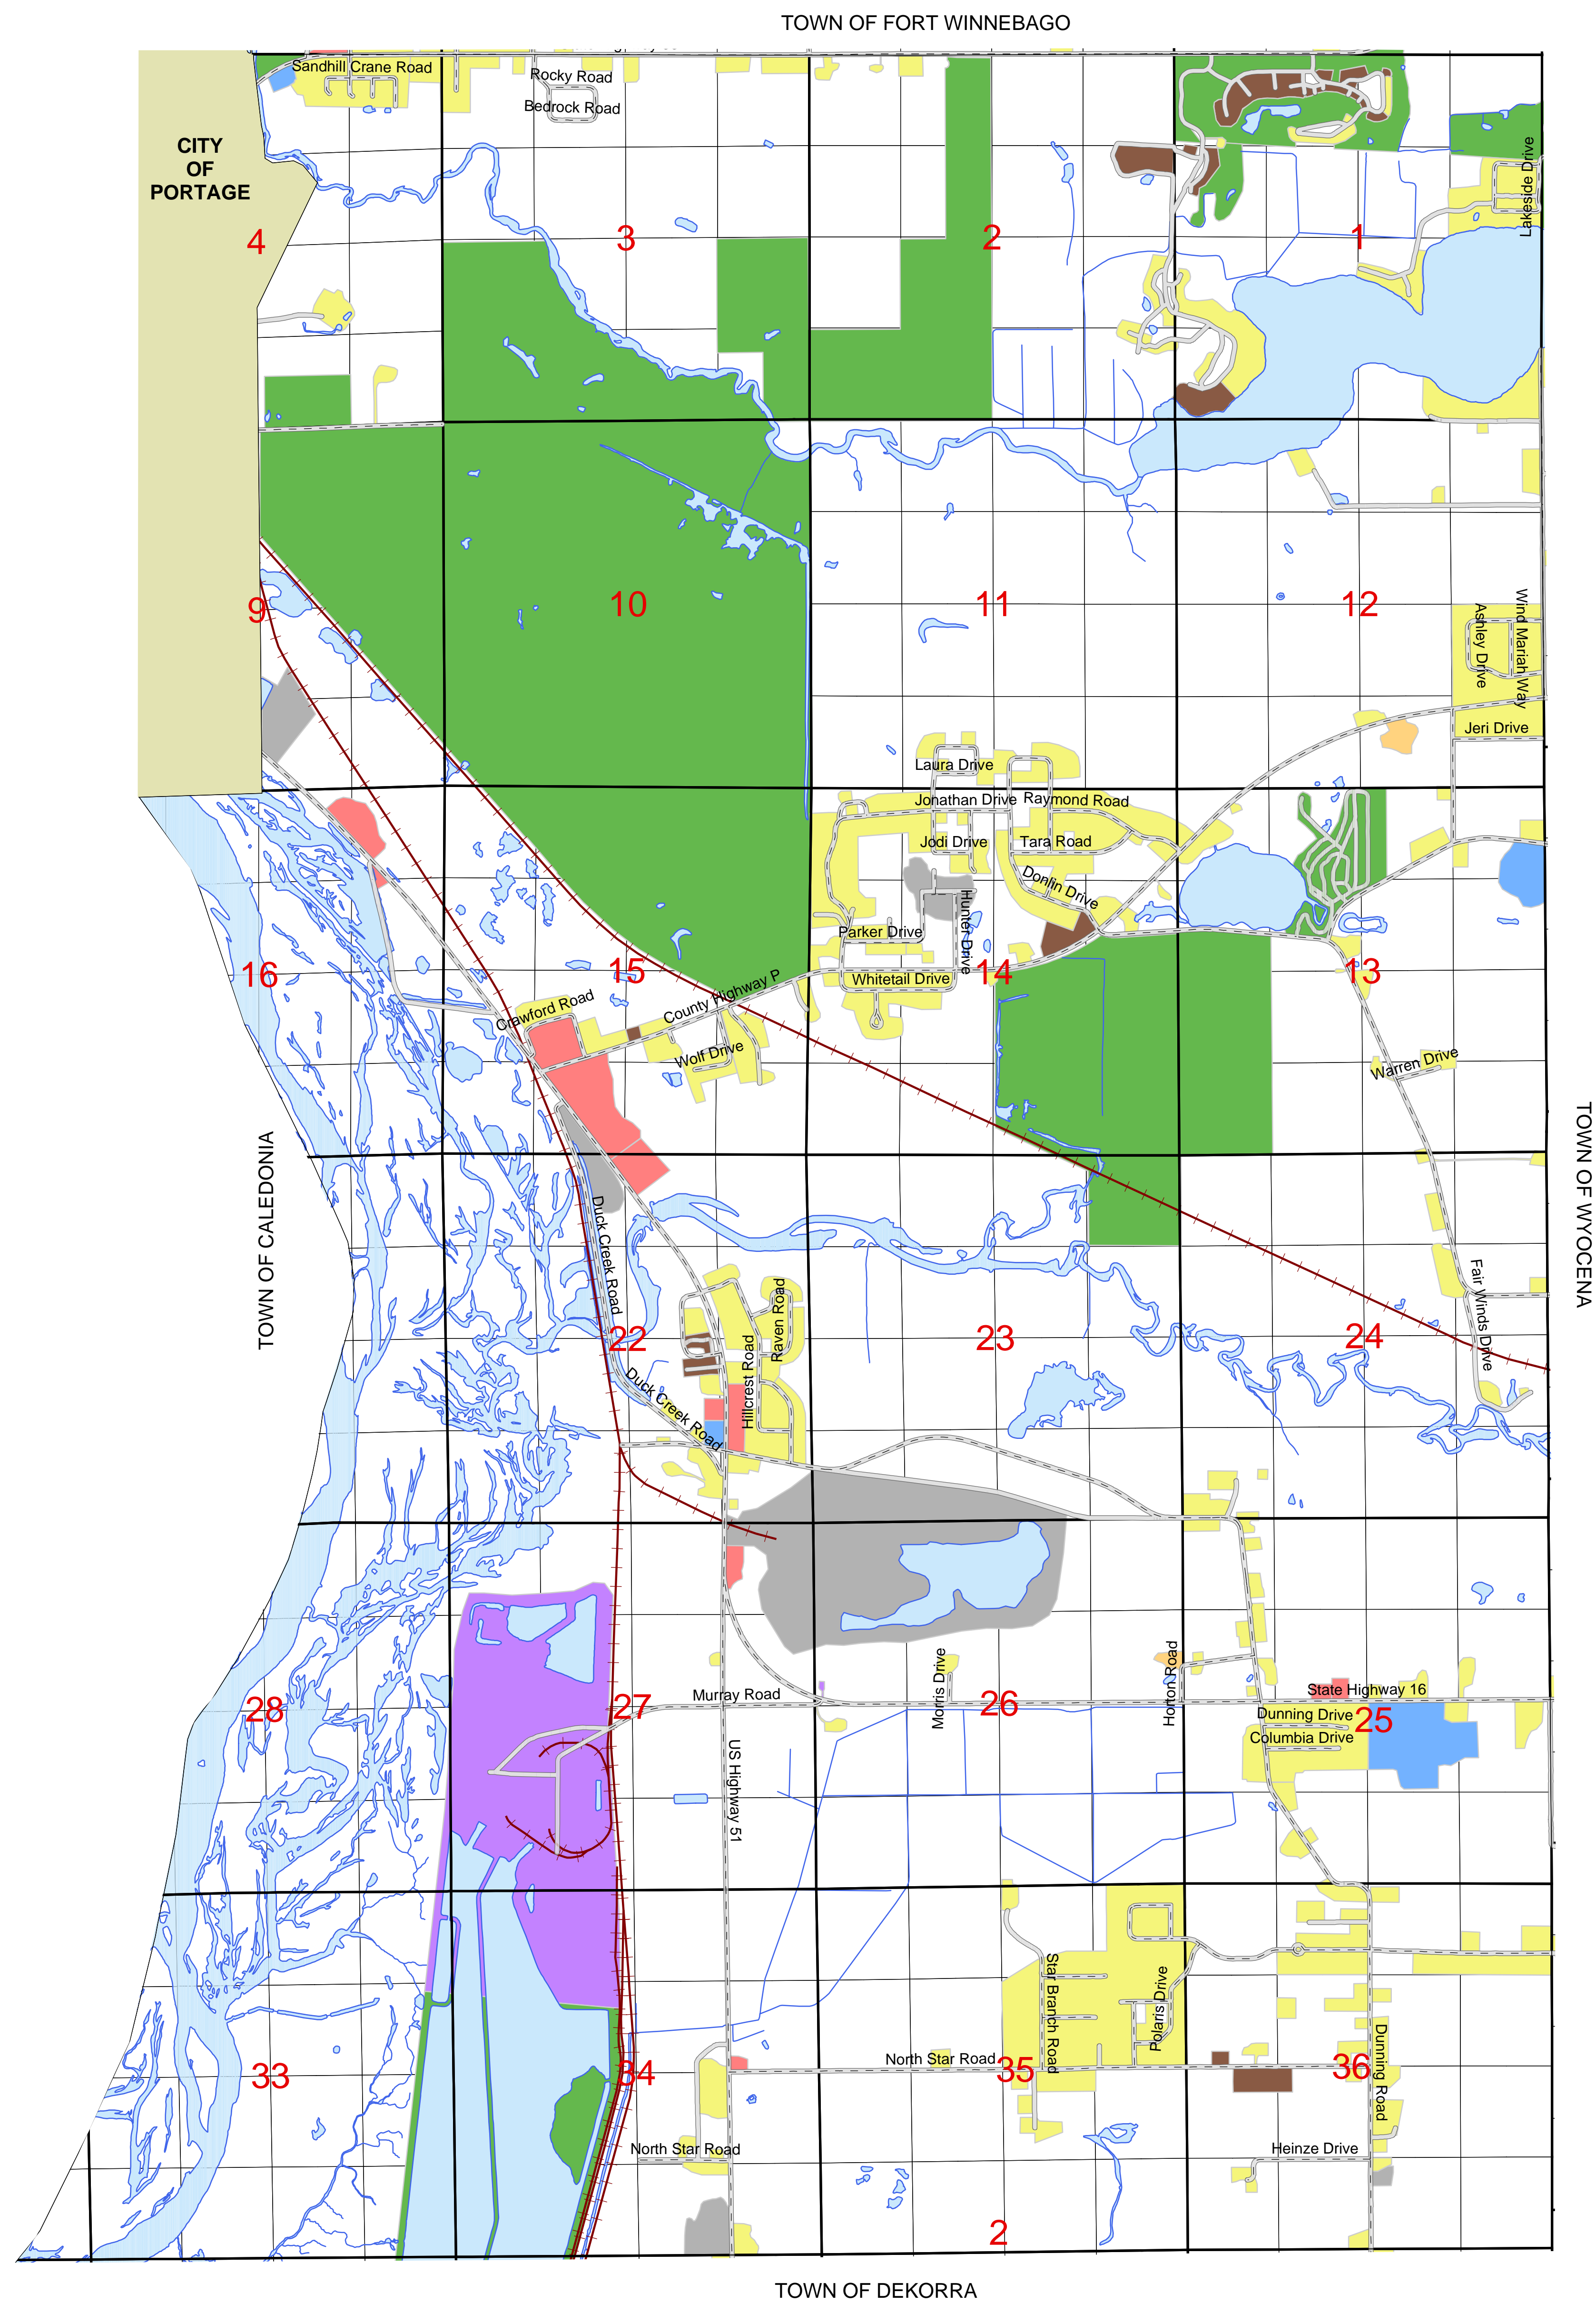 TOWN OF FORT WINNEBAGO
Sandhill Crane Road
Rocky Road
Bedrock Road
CITY
OF
PORTAGE
Lakeside Drive
4
3
2
1
9
10
11
12
Ashley Drive
Wind Mariah Way
Jeri Drive
Laura Drive
Jonathan Drive
Raymond Road
Jodi Drive
Tara Road
Donlin Drive
Hunter Drive
Parker Drive
Whitetail Drive
16
15
14
13
County Highway P
Crawford Road
Wolf Drive
Warren Drive
TOWN OF CALEDONIA
TOWN OF WYOCENA
Duck Creek Road
Raven Road
Hillcrest Road
Fair Winds Drive
22
23
24
Duck Creek Road
Morris Drive
Horton Road
Murray Road
State Highway 16
28
27
26
25
Dunning Drive
Columbia Drive
US Highway 51
Star Branch Road
Polaris Drive
North Star Road
Dunning Road
33
34
35
36
North Star Road
Heinze Drive
2
TOWN OF DEKORRA